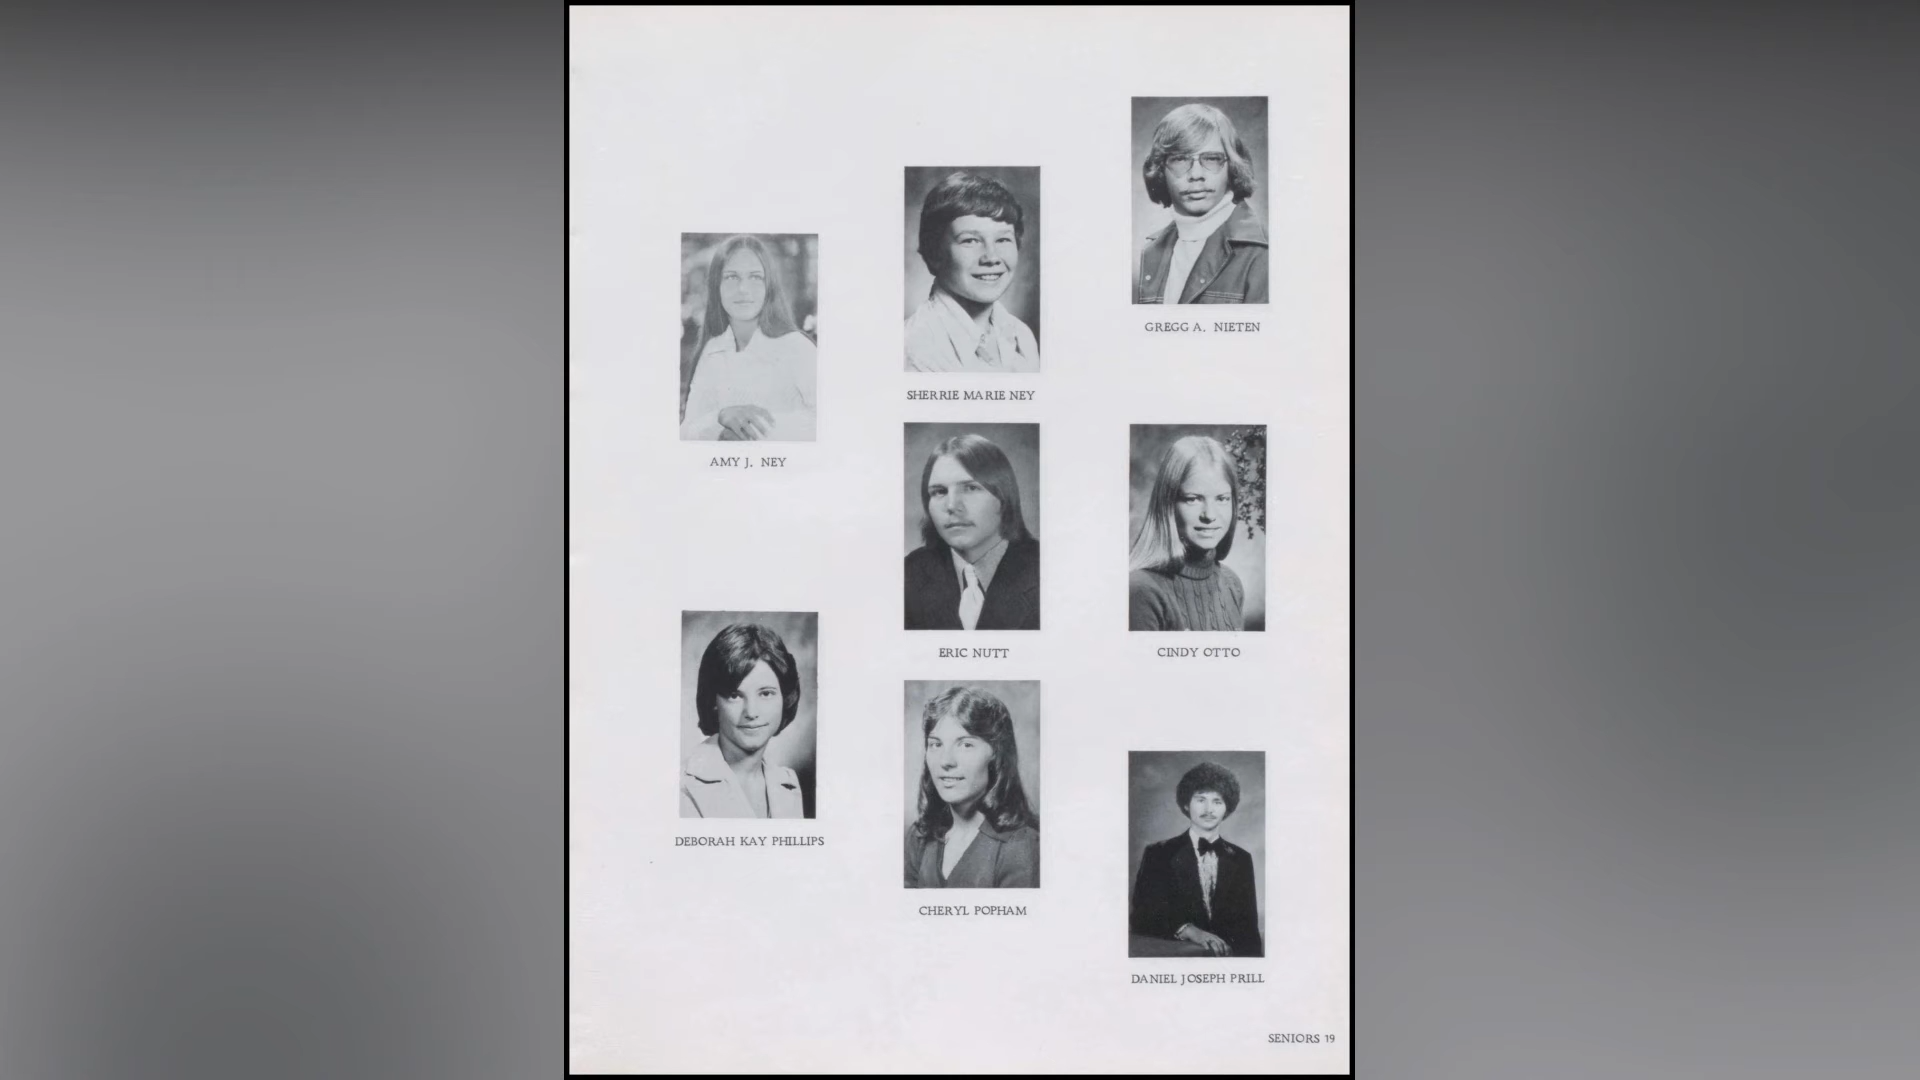 GREGG A. NIETEN
SHERRIE MARIE NEY
AMY J. NEY
ERIC NUTT
CINDY OTTO
DEBORAH KAY PHILLIPS
CHERYL POPHAM
DANIEL JOSEPH PRILL
SENIORS 19